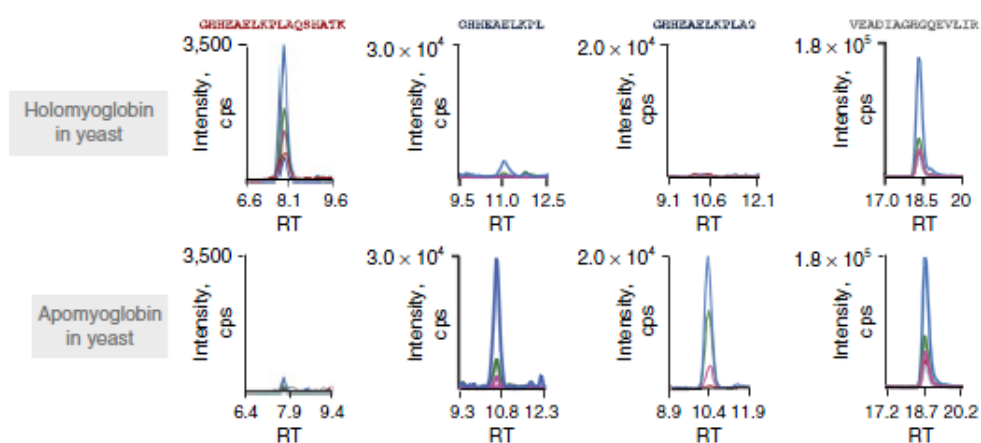 GHHEAELKPLAQSHATK GHHEAELKPL GHHEAELKPLAQ VEADIAGHGQEVLIR
Holomyoglobin
in yeast
Intensity,
cps
3,500
6.6 8.1 9.6
RT
Intensity,
cps
3.0 × 10⁴
9.5 11.0 12.5
RT
Intensity,
cps
2.0 × 10⁴
9.1 10.6 12.1
RT
Intensity,
cps
1.8 × 10⁵
17.0 18.5 20
RT
Apomyoglobin
in yeast
Intensity,
cps
3,500
6.4 7.9 9.4
RT
Intensity,
cps
3.0 × 10⁴
9.3 10.8 12.3
RT
Intensity,
cps
2.0 × 10⁴
8.9 10.4 11.9
RT
Intensity,
cps
1.8 × 10⁵
17.2 18.7 20.2
RT